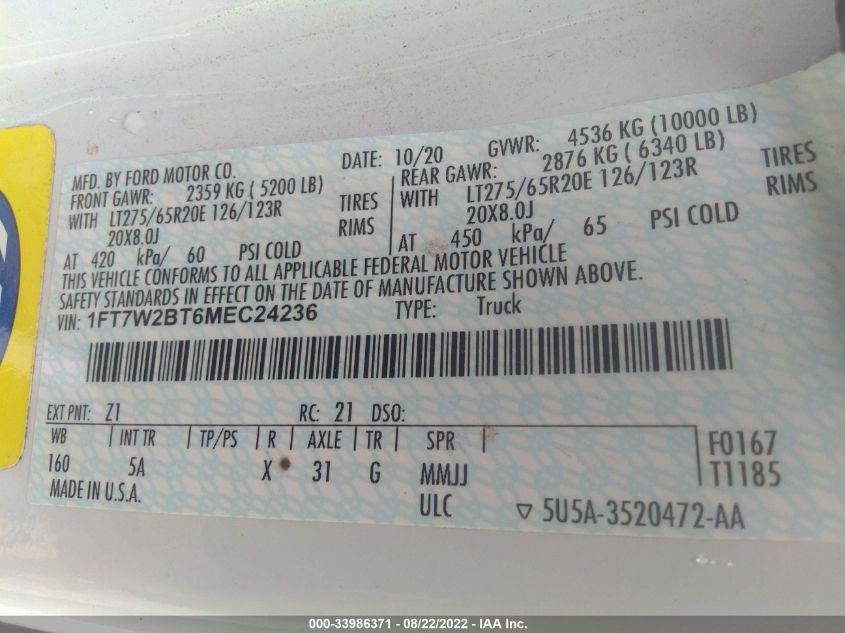 MFD. BY FORD MOTOR CO. DATE: 10/20 GVWR: 4536 KG (10000 LB)
FRONT GAWR: 2359 KG ( 5200 LB) REAR GAWR: 2876 KG ( 6340 LB)
WITH LT275/65R20E 126/123R TIRES WITH LT275/65R20E 126/123R TIRES
20X8.0J RIMS 20X8.0J RIMS
AT 420 kPa/ 60 PSI COLD AT 450 kPa/ 65 PSI COLD
THIS VEHICLE CONFORMS TO ALL APPLICABLE FEDERAL MOTOR VEHICLE
SAFETY STANDARDS IN EFFECT ON THE DATE OF MANUFACTURE SHOWN ABOVE.
VIN: 1FT7W2BT6MEC24236 TYPE: Truck
EXT PNT: Z1 RC: 21 DSO:
WB INT TR TP/PS R AXLE TR SPR F0167
160 5A X 31 G MMJJ T1185
MADE IN U.S.A. ULC ▽ 5U5A-3520472-AA
000-33986371 - 08/22/2022 - IAA Inc.